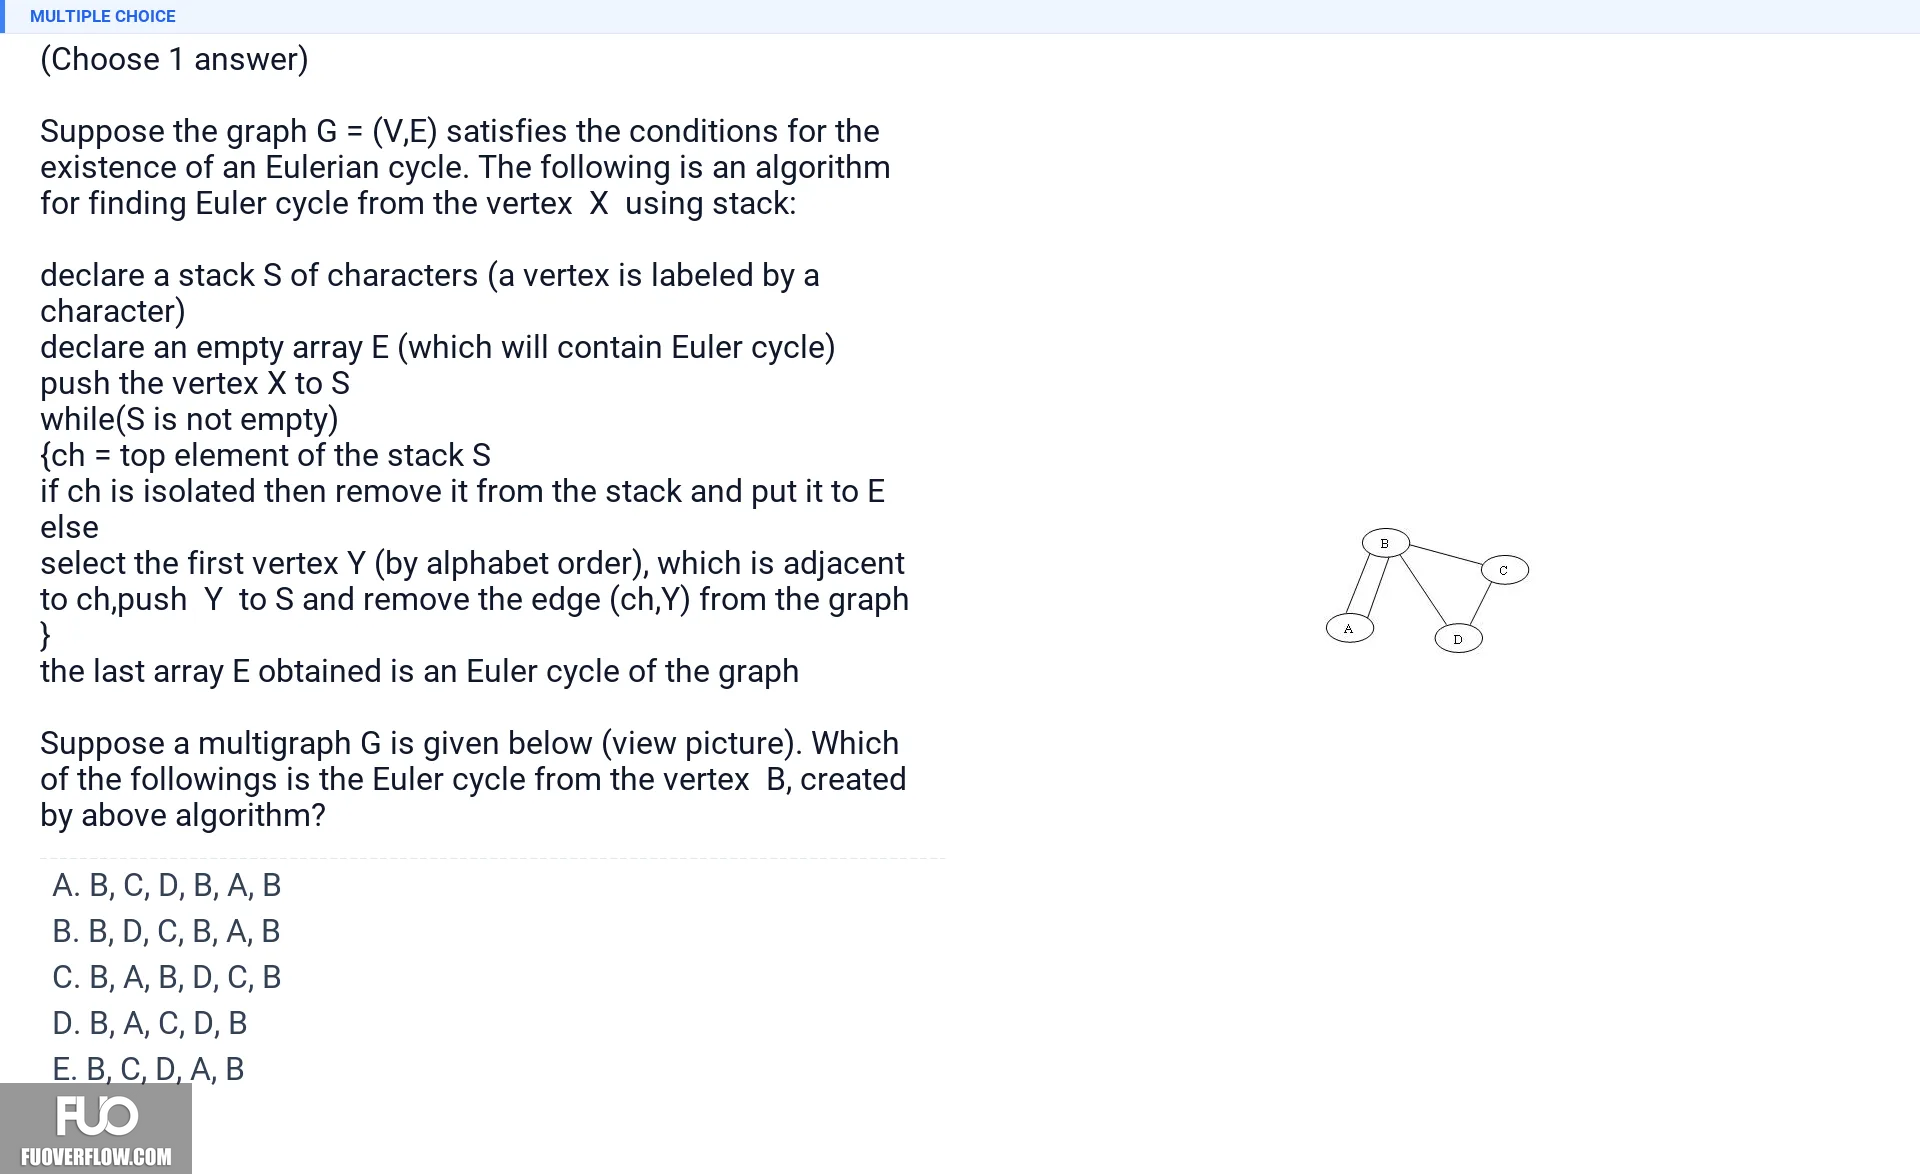 MULTIPLE CHOICE
(Choose 1 answer)
Suppose the graph G = (V,E) satisfies the conditions for the
existence of an Eulerian cycle. The following is an algorithm
for finding Euler cycle from the vertex  X  using stack:
declare a stack S of characters (a vertex is labeled by a
character)
declare an empty array E (which will contain Euler cycle)
push the vertex X to S
while(S is not empty)
{ch = top element of the stack S
if ch is isolated then remove it from the stack and put it to E
else
select the first vertex Y (by alphabet order), which is adjacent
to ch,push  Y  to S and remove the edge (ch,Y) from the graph
}
the last array E obtained is an Euler cycle of the graph
Suppose a multigraph G is given below (view picture). Which
of the followings is the Euler cycle from the vertex  B, created
by above algorithm?
A. B, C, D, B, A, B
B. B, D, C, B, A, B
C. B, A, B, D, C, B
D. B, A, C, D, B
E. B, C, D, A, B
B
C
A
D
FUO
FUOVERFLOW.COM